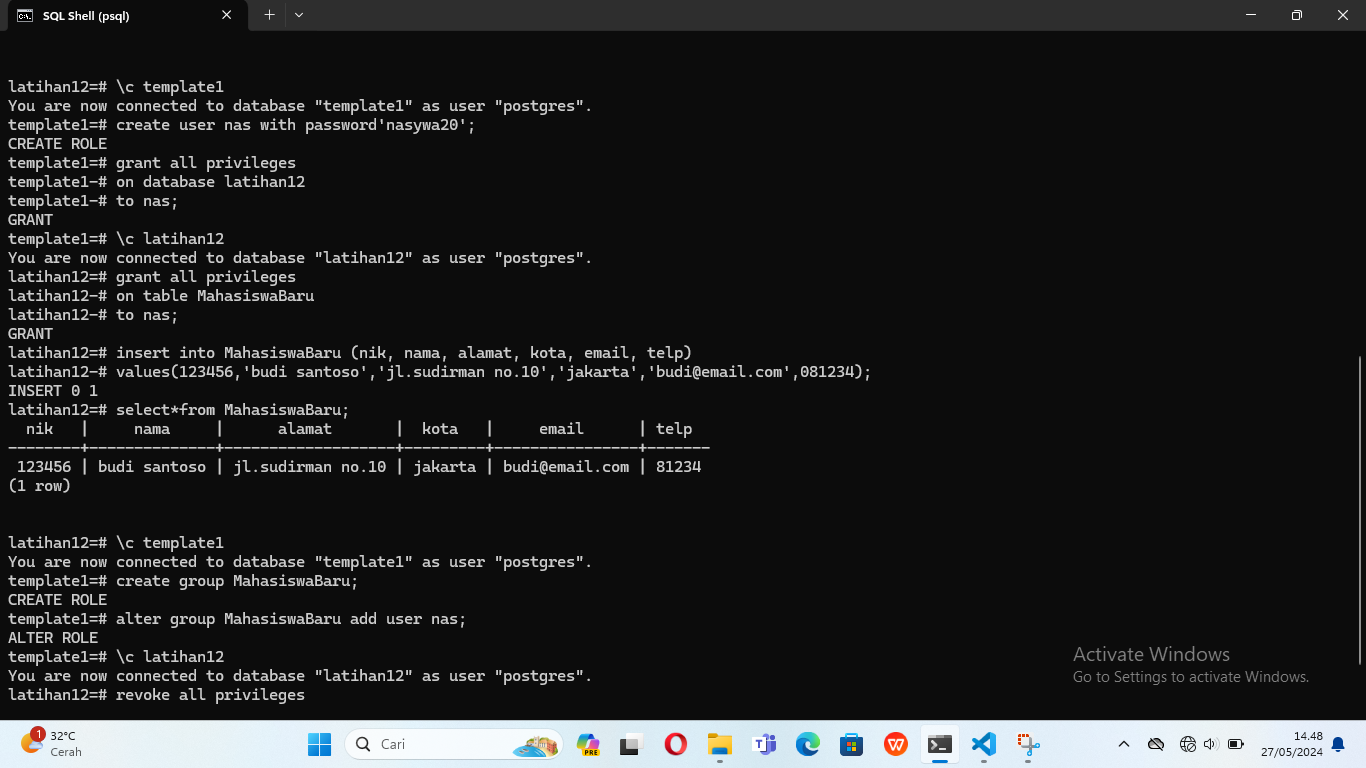 SQL Shell (psql)
latihan12=# \c template1
You are now connected to database "template1" as user "postgres".
template1=# create user nas with password'nasywa20';
CREATE ROLE
template1=# grant all privileges
template1-# on database latihan12
template1-# to nas;
GRANT
template1=# \c latihan12
You are now connected to database "latihan12" as user "postgres".
latihan12=# grant all privileges
latihan12-# on table MahasiswaBaru
latihan12-# to nas;
GRANT
latihan12=# insert into MahasiswaBaru (nik, nama, alamat, kota, email, telp)
latihan12-# values(123456,'budi santoso','jl.sudirman no.10','jakarta','budi@email.com',081234);
INSERT 0 1
latihan12=# select*from MahasiswaBaru;
  nik   |     nama     |      alamat       |  kota   |     email      | telp
--------+--------------+-------------------+---------+----------------+-------
 123456 | budi santoso | jl.sudirman no.10 | jakarta | budi@email.com | 81234
(1 row)
latihan12=# \c template1
You are now connected to database "template1" as user "postgres".
template1=# create group MahasiswaBaru;
CREATE ROLE
template1=# alter group MahasiswaBaru add user nas;
ALTER ROLE
template1=# \c latihan12
You are now connected to database "latihan12" as user "postgres".
latihan12=# revoke all privileges
Activate Windows
Go to Settings to activate Windows.
1
32°C
Cerah
Cari
PRE
14.48
27/05/2024